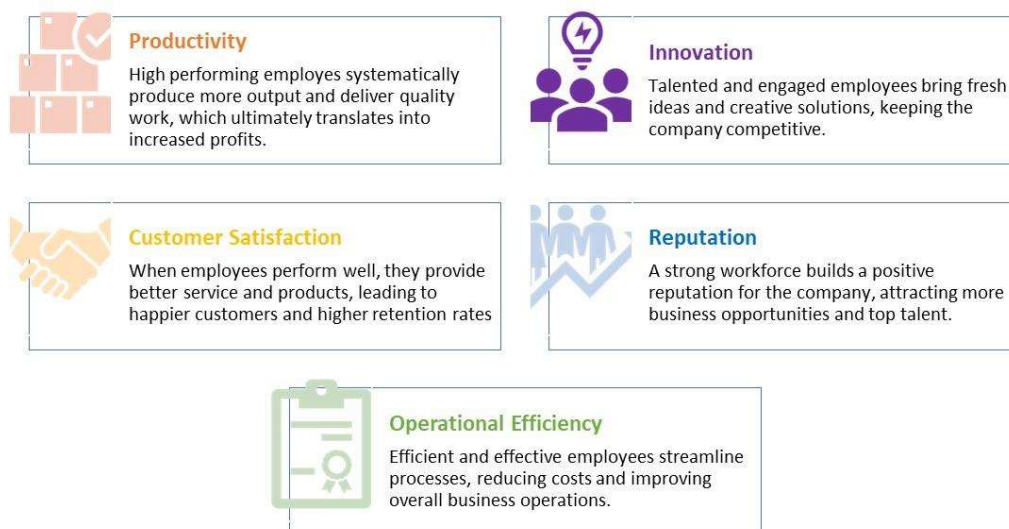 Productivity
High performing employes systematically
produce more output and deliver quality
work, which ultimately translates into
increased profits.
Innovation
Talented and engaged employees bring fresh
ideas and creative solutions, keeping the
company competitive.
Customer Satisfaction
When employees perform well, they provide
better service and products, leading to
happier customers and higher retention rates
Reputation
A strong workforce builds a positive
reputation for the company, attracting more
business opportunities and top talent.
Operational Efficiency
Efficient and effective employees streamline
processes, reducing costs and improving
overall business operations.